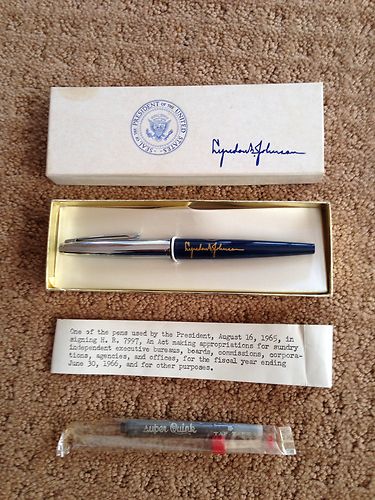 SEAL OF THE PRESIDENT OF THE UNITED STATES
Lyndon B. Johnson
Lyndon B. Johnson
One of the pens used by the President, August 16, 1965, in
signing H. R. 7997, An Act making appropriations for sundry
independent executive bureaus, boards, commissions, corpora-
tions, agencies, and offices, for the fiscal year ending
June 30, 1966, and for other purposes.
super Quink